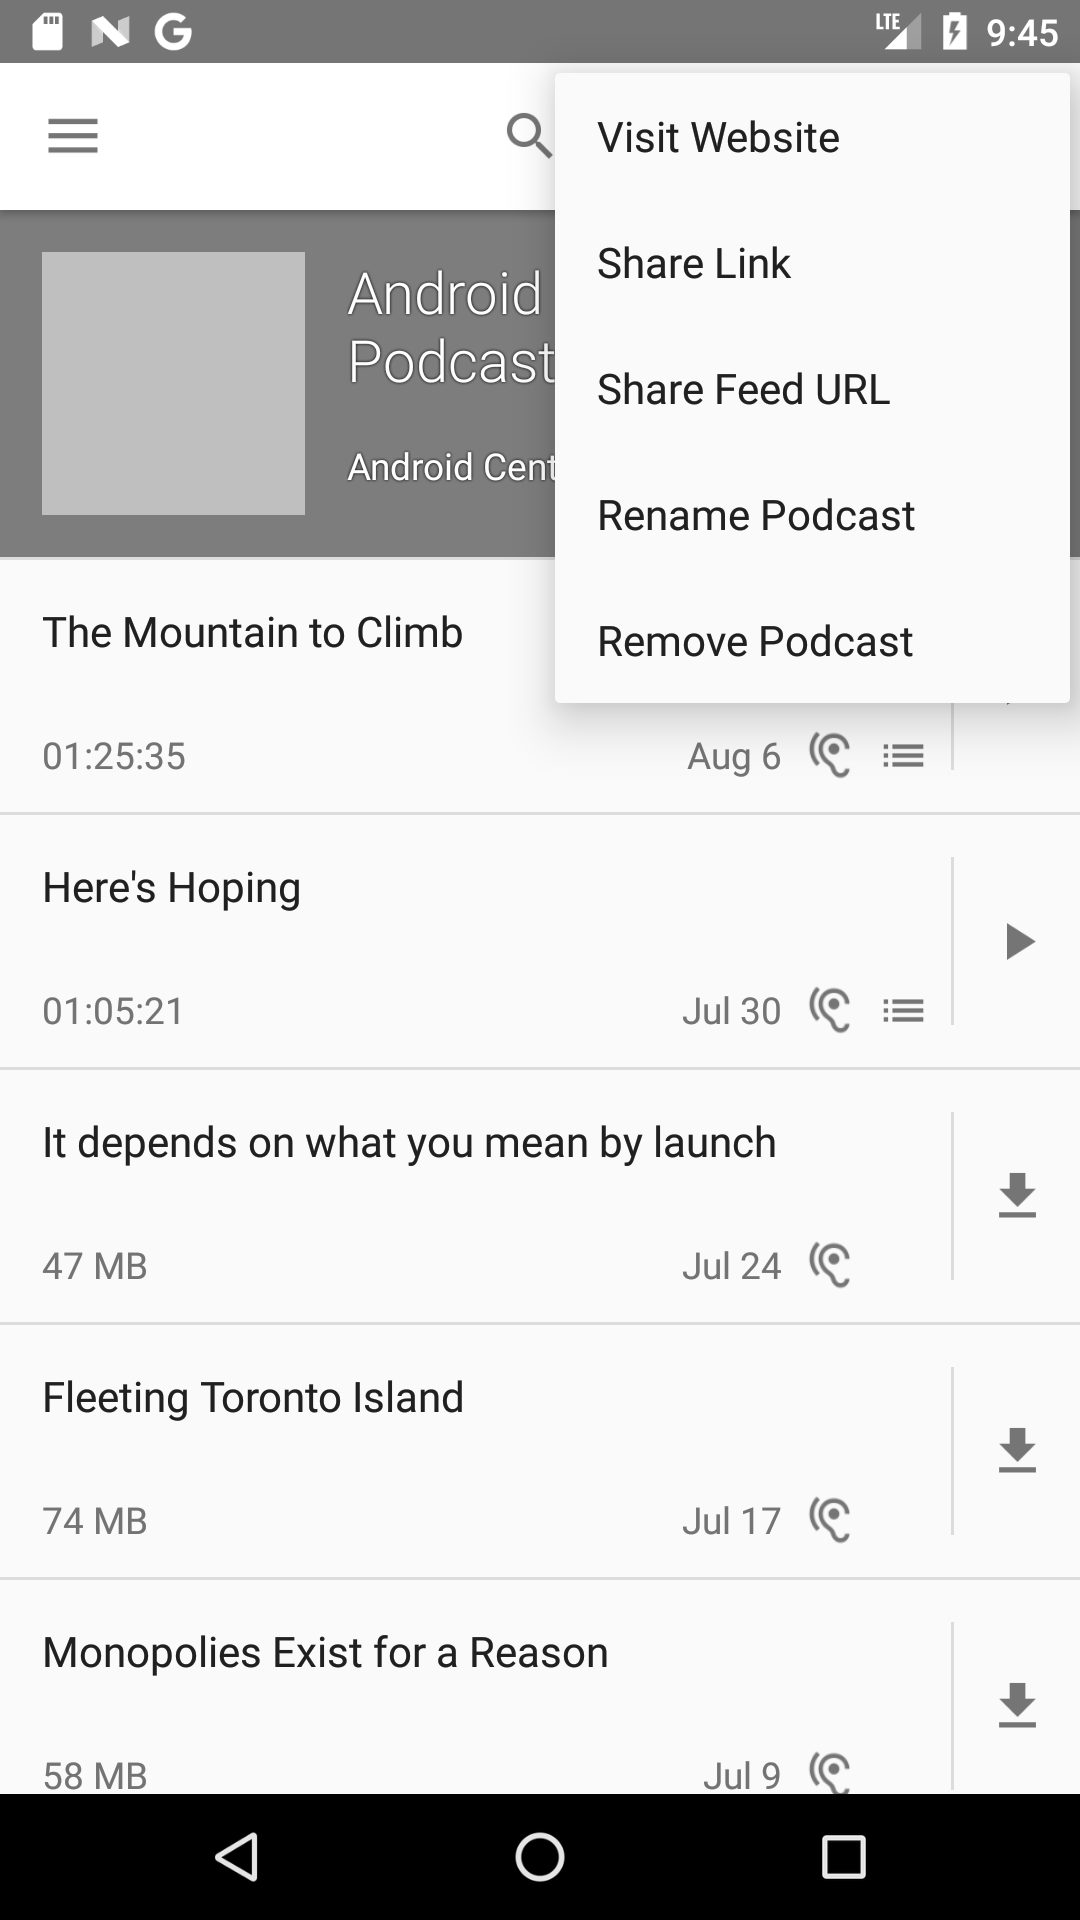 LTE 9:45
Visit Website
Share Link
Share Feed URL
Rename Podcast
Remove Podcast
Android
Podcast
Android
The Mountain to Climb
01:25:35 Aug 6
Here's Hoping
01:05:21 Jul 30
It depends on what you mean by launch
47 MB Jul 24
Fleeting Toronto Island
74 MB Jul 17
Monopolies Exist for a Reason
58 MB Jul 9